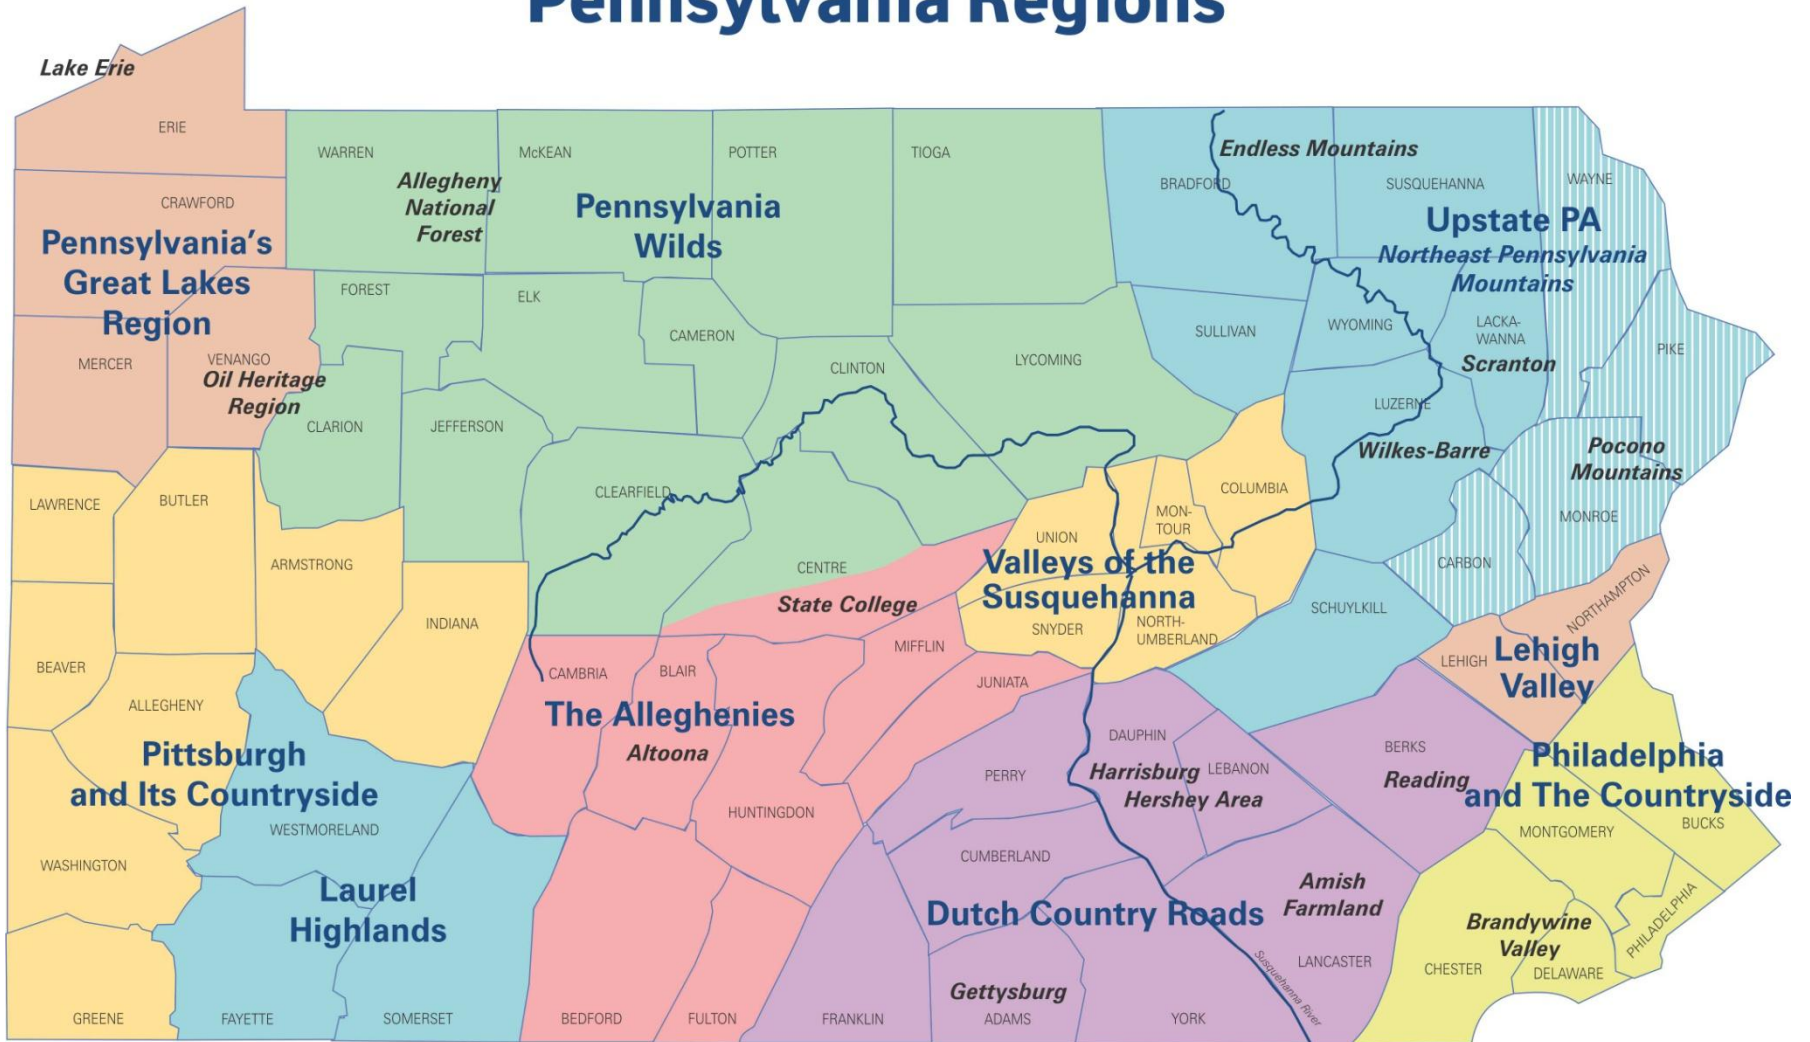 Pennsylvania Regions
Lake Erie
ERIE
CRAWFORD
Pennsylvania's
Great Lakes
Region
MERCER
VENANGO
Oil Heritage
Region
WARREN
Allegheny
National
Forest
McKEAN
POTTER
TIOGA
Pennsylvania
Wilds
FOREST
ELK
CAMERON
CLINTON
LYCOMING
CLARION
JEFFERSON
CLEARFIELD
CENTRE
BRADFORD
Endless Mountains
SUSQUEHANNA
WAYNE
Upstate PA
Northeast Pennsylvania
Mountains
SULLIVAN
WYOMING
LACKA-
WANNA
Scranton
PIKE
LUZERNE
Wilkes-Barre
Pocono
Mountains
MONROE
CARBON
SCHUYLKILL
LAWRENCE
BUTLER
ARMSTRONG
INDIANA
BEAVER
ALLEGHENY
Pittsburgh
and Its Countryside
WASHINGTON
GREENE
WESTMORELAND
Laurel
Highlands
FAYETTE
SOMERSET
State College
CAMBRIA
BLAIR
MIFFLIN
JUNIATA
The Alleghenies
Altoona
HUNTINGDON
BEDFORD
FULTON
UNION
MON-
TOUR
COLUMBIA
Valleys of the
Susquehanna
SNYDER
NORTH-
UMBERLAND
PERRY
DAUPHIN
LEBANON
Harrisburg
Hershey Area
BERKS
Reading
CUMBERLAND
Dutch Country Roads
Amish
Farmland
LANCASTER
Susquehanna River
FRANKLIN
Gettysburg
ADAMS
YORK
NORTHAMPTON
LEHIGH
Lehigh
Valley
Philadelphia
and The Countryside
BUCKS
MONTGOMERY
PHILADELPHIA
Brandywine
Valley
CHESTER
DELAWARE